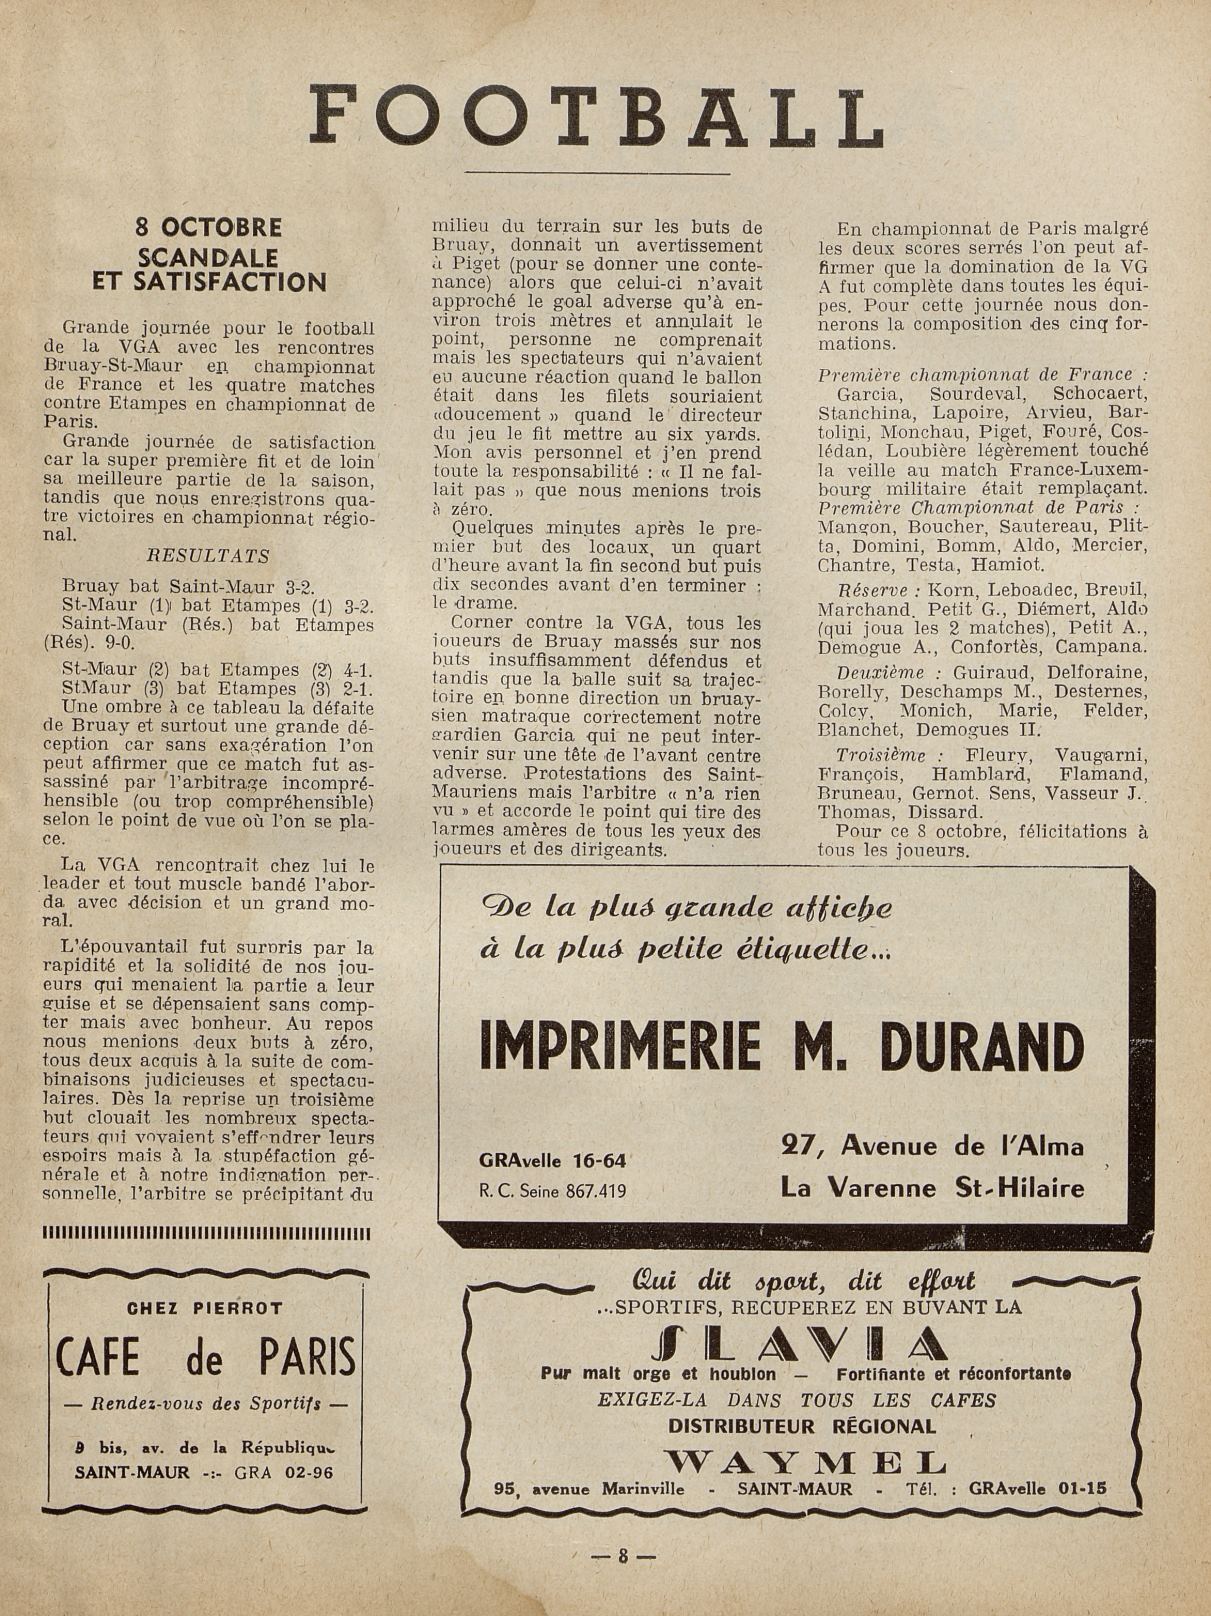 FOOTBALL
8 OCTOBRE
SCANDALE
ET SATISFACTION
Grande journée pour le football
de la VGA avec les rencontres
Bruay-St-Maur en championnat
de France et les quatre matches
contre Etampes en championnat de
Paris.
Grande journée de satisfaction
car la super première fit et de loin
sa meilleure partie de la saison,
tandis que nous enregistrons qua-
tre victoires en championnat régio-
nal.
RESULTATS
Bruay bat Saint-Maur 3-2.
St-Maur (1) bat Etampes (1) 3-2.
Saint-Maur (Rés.) bat Etampes
(Rés). 9-0.
St-Maur (2) bat Etampes (2) 4-1.
StMaur (3) bat Etampes (3) 2-1.
Une ombre à ce tableau la défaite
de Bruay et surtout une grande dé-
ception car sans exagération l'on
peut affirmer que ce match fut as-
sassiné par l'arbitrage incompré-
hensible (ou trop compréhensible)
selon le point de vue où l'on se pla-
ce.
La VGA rencontrait chez lui le
leader et tout muscle bandé l'abor-
da avec décision et un grand mo-
ral.
L'épouvantail fut surpris par la
rapidité et la solidité de nos jou-
eurs qui menaient la partie a leur
guise et se dépensaient sans comp-
ter mais avec bonheur. Au repos
nous menions deux buts à zéro,
tous deux acquis à la suite de com-
binaisons judicieuses et spectacu-
laires. Dès la reprise un troisième
but clouait les nombreux specta-
teurs qui voyaient s'effondrer leurs
espoirs mais à la stupéfaction gé-
nérale et à notre indignation per-
sonnelle, l'arbitre se précipitant du
milieu du terrain sur les buts de
Bruay, donnait un avertissement
à Piget (pour se donner une conte-
nance) alors que celui-ci n'avait
approché le goal adverse qu'à en-
viron trois mètres et annulait le
point, personne ne comprenait
mais les spectateurs qui n'avaient
eu aucune réaction quand le ballon
était dans les filets souriaient
«doucement » quand le directeur
du jeu le fit mettre au six yards.
Mon avis personnel et j'en prend
toute la responsabilité : « Il ne fal-
lait pas » que nous menions trois
à zéro.
Quelques minutes après le pre-
mier but des locaux, un quart
d'heure avant la fin second but puis
dix secondes avant d'en terminer :
le drame.
Corner contre la VGA, tous les
joueurs de Bruay massés sur nos
buts insuffisamment défendus et
tandis que la balle suit sa trajec-
toire en bonne direction un bruay-
sien matraque correctement notre
gardien Garcia qui ne peut inter-
venir sur une tête de l'avant centre
adverse. Protestations des Saint-
Mauriens mais l'arbitre « n'a rien
vu » et accorde le point qui tire des
larmes amères de tous les yeux des
joueurs et des dirigeants.
En championnat de Paris malgré
les deux scores serrés l'on peut af-
firmer que la domination de la VG
A fut complète dans toutes les équi-
pes. Pour cette journée nous don-
nerons la composition des cinq for-
mations.
Première championnat de France :
Garcia, Sourdeval, Schocaert,
Stanchina, Lapoire, Arvieu, Bar-
tolini, Monchau, Piget, Fouré, Cos-
lédan, Loubière légèrement touché
la veille au match France-Luxem-
bourg militaire était remplaçant.
Première Championnat de Paris :
Mangon, Boucher, Sautereau, Plit-
ta, Domini, Bomm, Aldo, Mercier,
Chantre, Testa, Hamiot.
Réserve : Korn, Leboadec, Breuil,
Marchand. Petit G., Diémert, Aldo
(qui joua les 2 matches), Petit A.,
Demogue A., Confortès, Campana.
Deuxième : Guiraud, Delforaine,
Borelly, Deschamps M., Desternes,
Colcy, Monich, Marie, Felder,
Blanchet, Demogues II.
Troisième : Fleury, Vaugarni,
François, Hamblard, Flamand,
Bruneau, Gernot. Sens, Vasseur J.
Thomas, Dissard.
Pour ce 8 octobre, félicitations à
tous les joueurs.
De la plus grande affiche
à la plus petite étiquette...
IMPRIMERIE M. DURAND
GRAvelle 16-64
R. C. Seine 867.419
27, Avenue de l'Alma
La Varenne St-Hilaire
CHEZ PIERROT
CAFE de PARIS
— Rendez-vous des Sportifs —
9 bis, av. de la République
SAINT-MAUR -:- GRA 02-96
Qui dit sport, dit effort
...SPORTIFS, RECUPEREZ EN BUVANT LA
SLAVIA
Pur malt orge et houblon — Fortifiante et réconfortante
EXIGEZ-LA DANS TOUS LES CAFES
DISTRIBUTEUR RÉGIONAL
WAYMEL
95, avenue Marinville - SAINT-MAUR - Tél. : GRAvelle 01-15
— 8 —